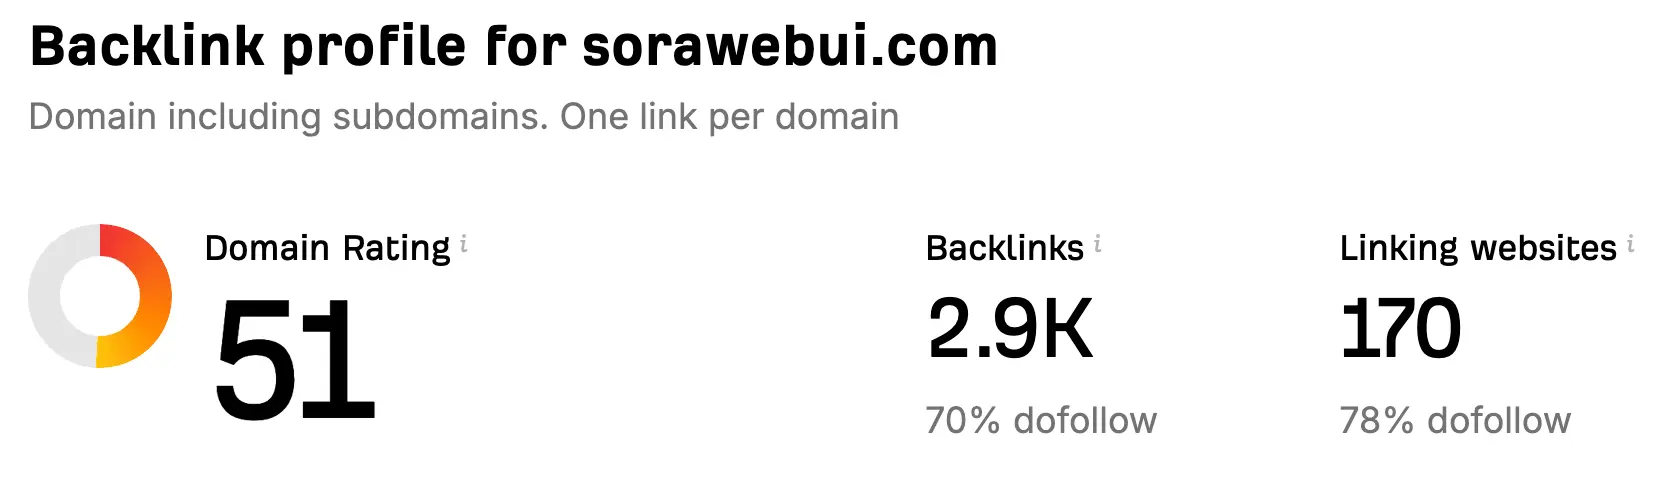 Backlink profile for sorawebui.com
Domain including subdomains. One link per domain
Domain Rating i
51
Backlinks i
2.9K
70% dofollow
Linking websites i
170
78% dofollow